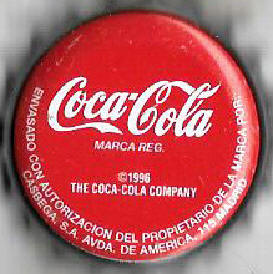 Coca-Cola
MARCA REG.
©1996
THE COCA-COLA COMPANY
ENVASADO CON AUTORIZACION DEL PROPIETARIO DE LA MARCA POR:
CASBEGA, S.A. AVDA. DE AMERICA, 115 MADRID